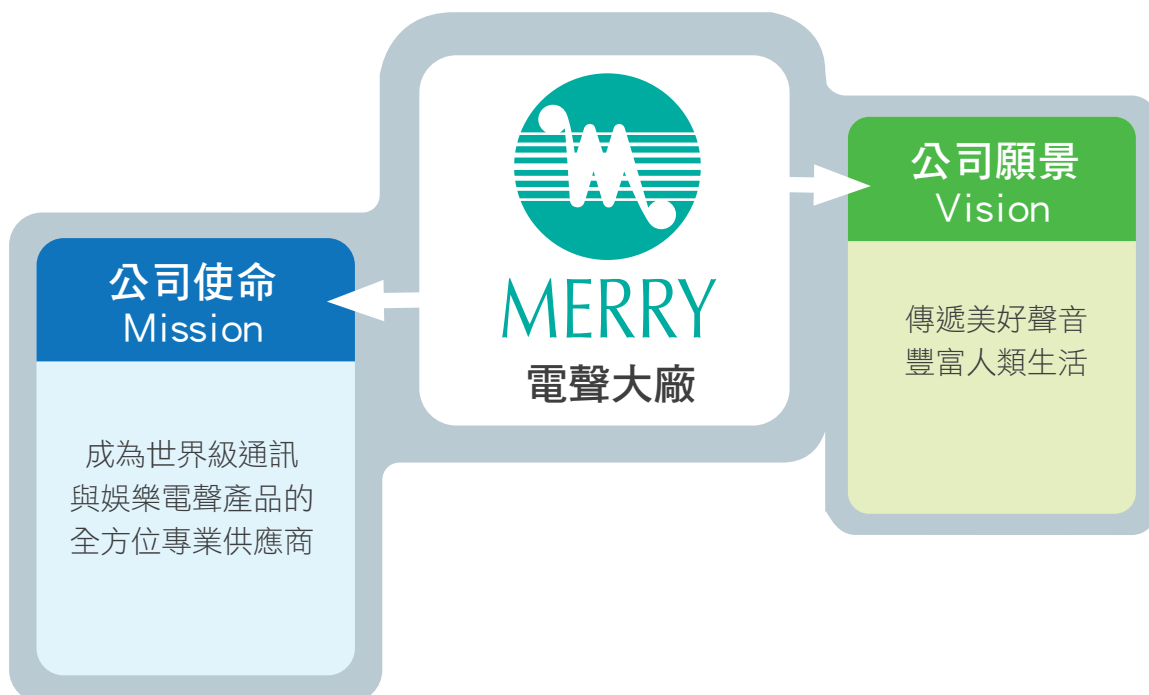 MERRY
電聲大廠
公司使命
Mission
成為世界級通訊
與娛樂電聲產品的
全方位專業供應商
公司願景
Vision
傳遞美好聲音
豐富人類生活